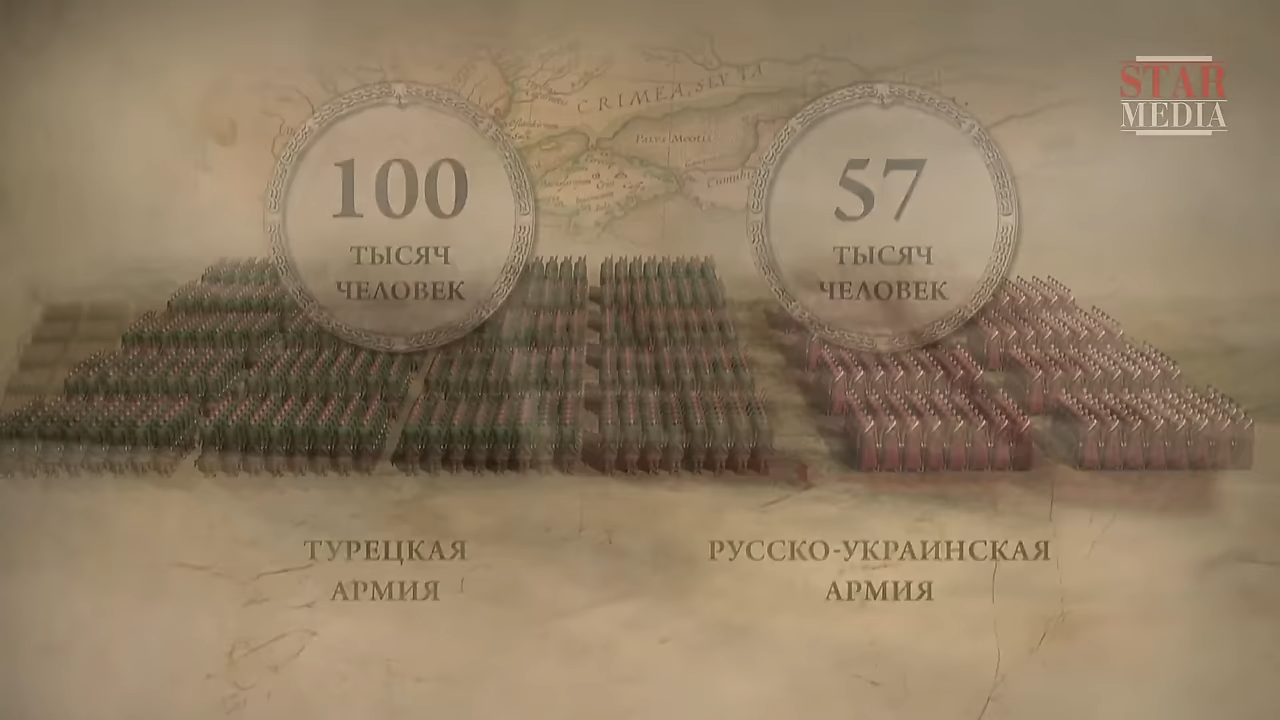 STAR
MEDIA
CRIMEA
100
ТЫСЯЧ
ЧЕЛОВЕК
57
ТЫСЯЧ
ЧЕЛОВЕК
ТУРЕЦКАЯ
АРМИЯ
РУССКО-УКРАИНСКАЯ
АРМИЯ